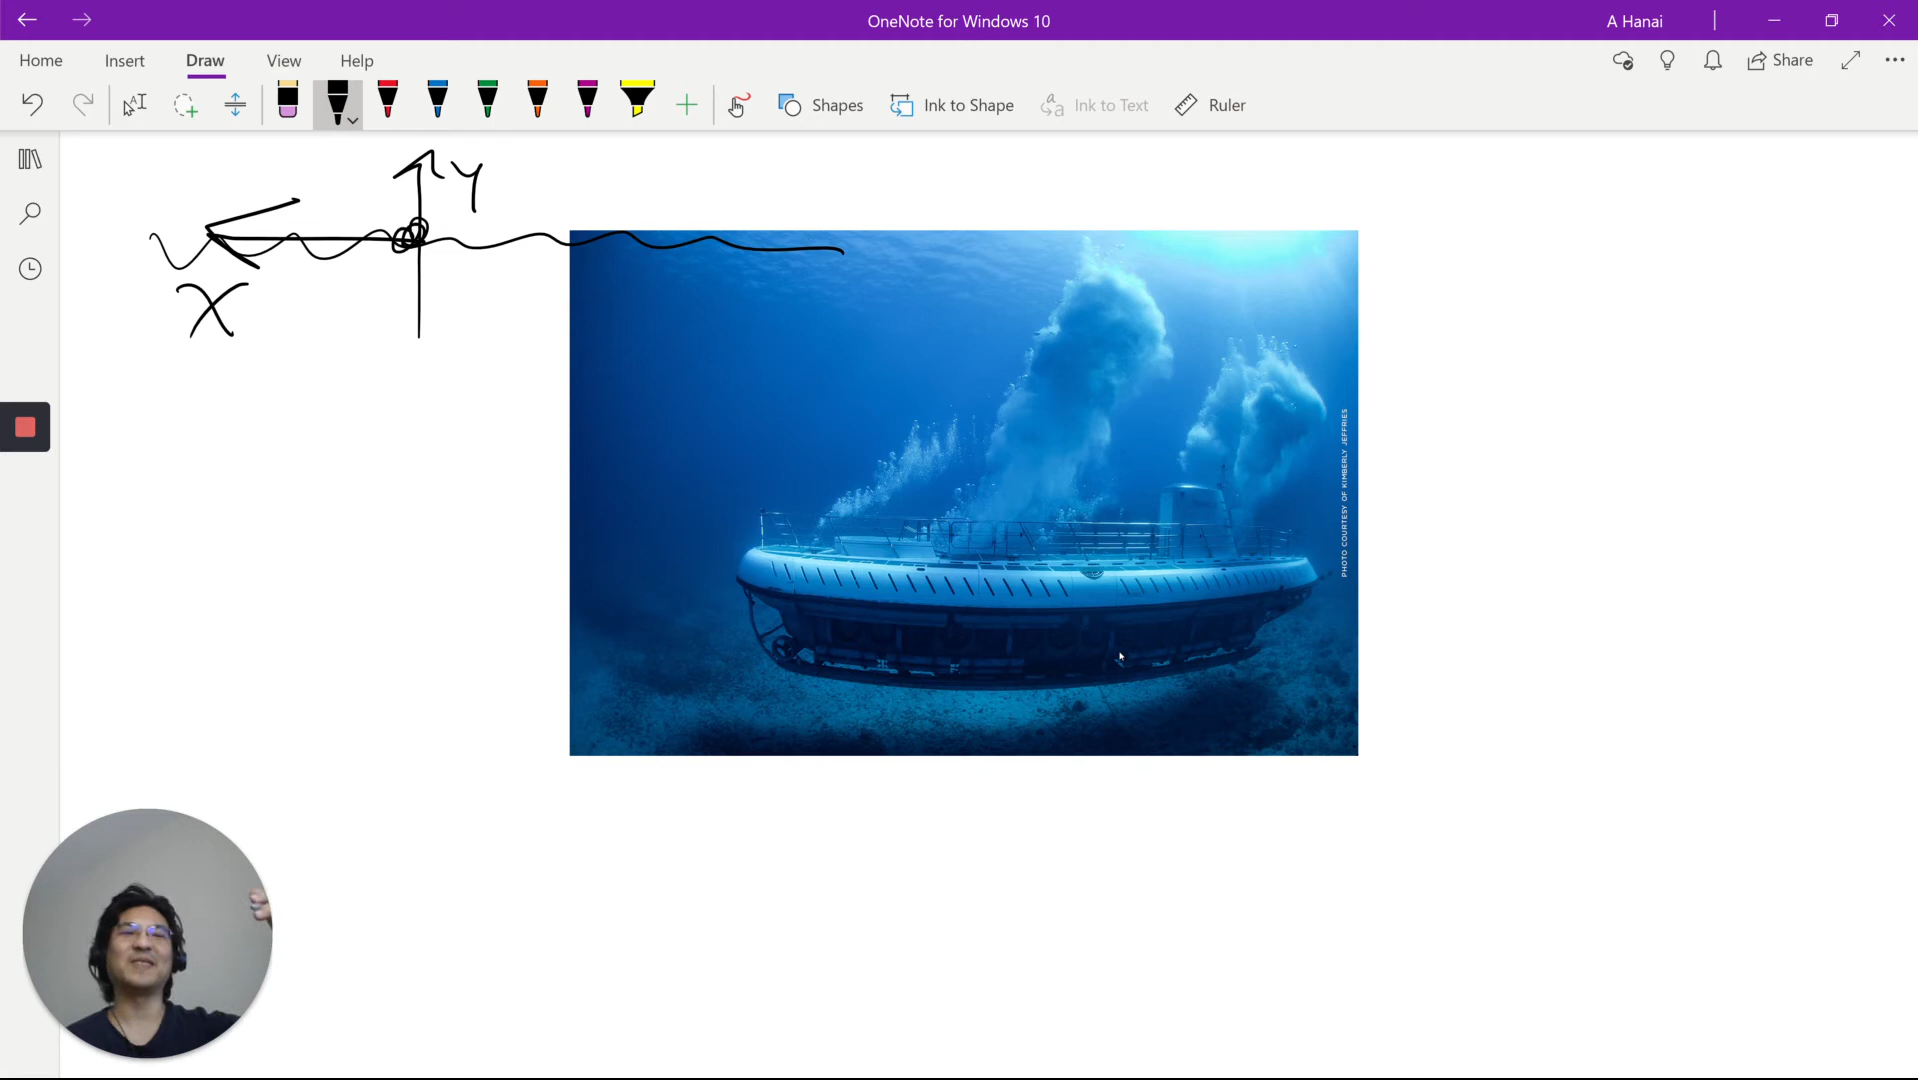 OneNote for Windows 10
A Hanai
Home Insert Draw View Help
Share
Shapes
Ink to Shape
Ink to Text
Ruler
Y
X
PHOTO COURTESY OF KIMBERLY JEFFRIES